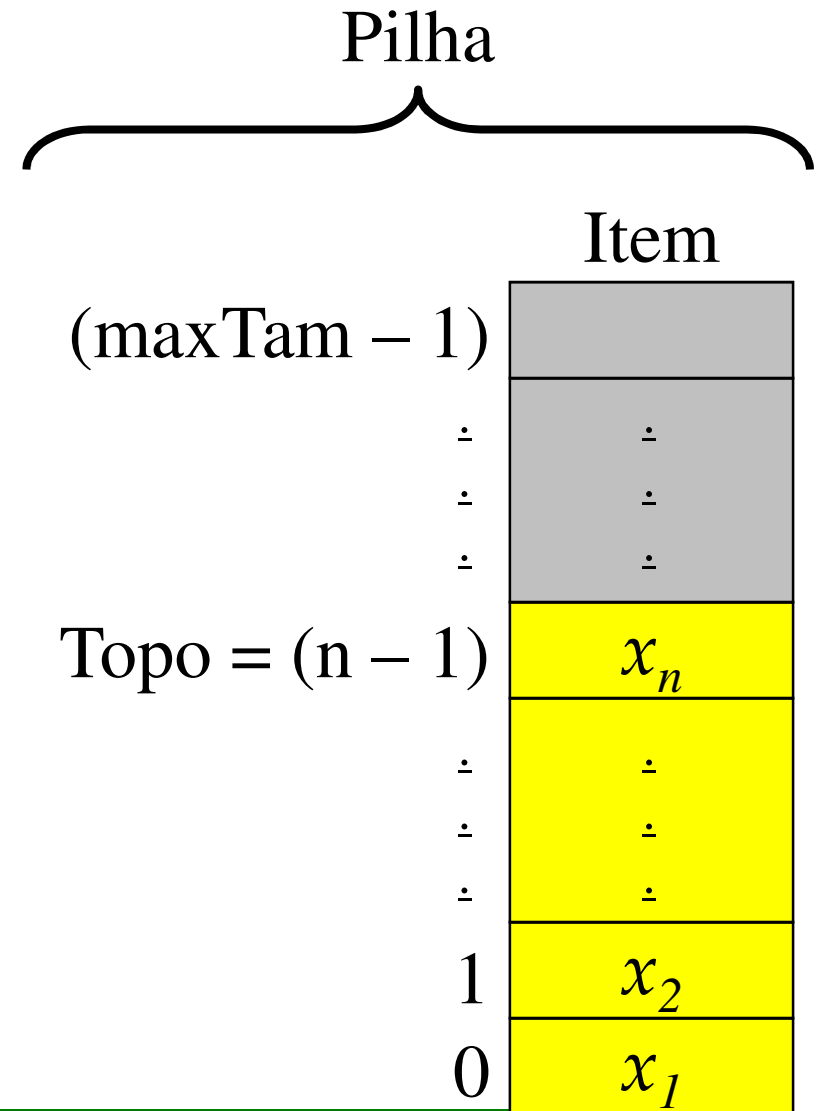 Pilha
Item
(maxTam – 1)
. .
. .
. .
Topo = (n – 1) xₙ
. .
. .
. .
1 x₂
0 x₁